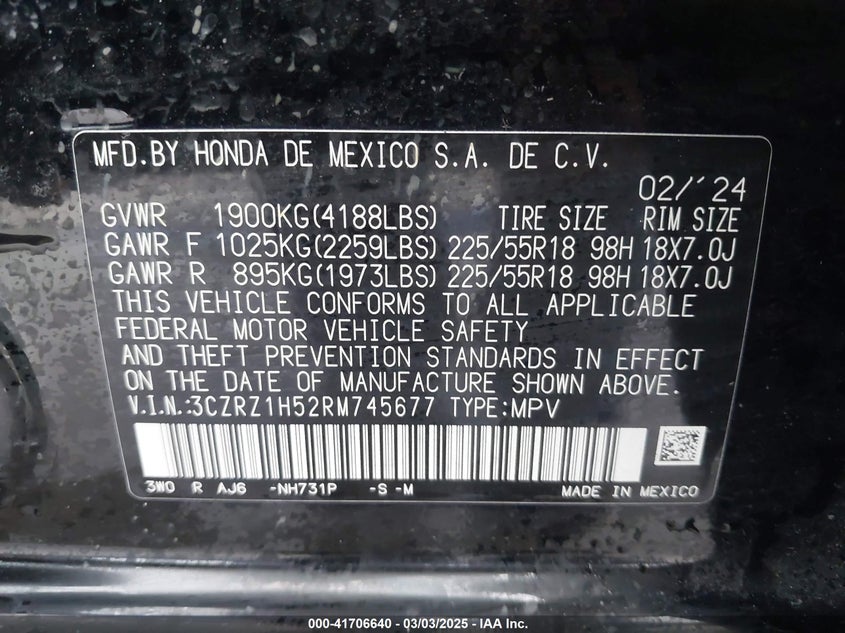 MFD.BY HONDA DE MEXICO S.A. DE C.V.
02/'24
GVWR 1900KG(4188LBS) TIRE SIZE RIM SIZE
GAWR F 1025KG(2259LBS) 225/55R18 98H 18X7.0J
GAWR R 895KG(1973LBS) 225/55R18 98H 18X7.0J
THIS VEHICLE CONFORMS TO ALL APPLICABLE
FEDERAL MOTOR VEHICLE SAFETY
AND THEFT PREVENTION STANDARDS IN EFFECT
ON THE DATE OF MANUFACTURE SHOWN ABOVE.
V.I.N.:3CZRZ1H52RM745677 TYPE:MPV
3W0 R AJ6 -NH731P -S -M MADE IN MEXICO
000-41706640 - 03/03/2025 - IAA Inc.